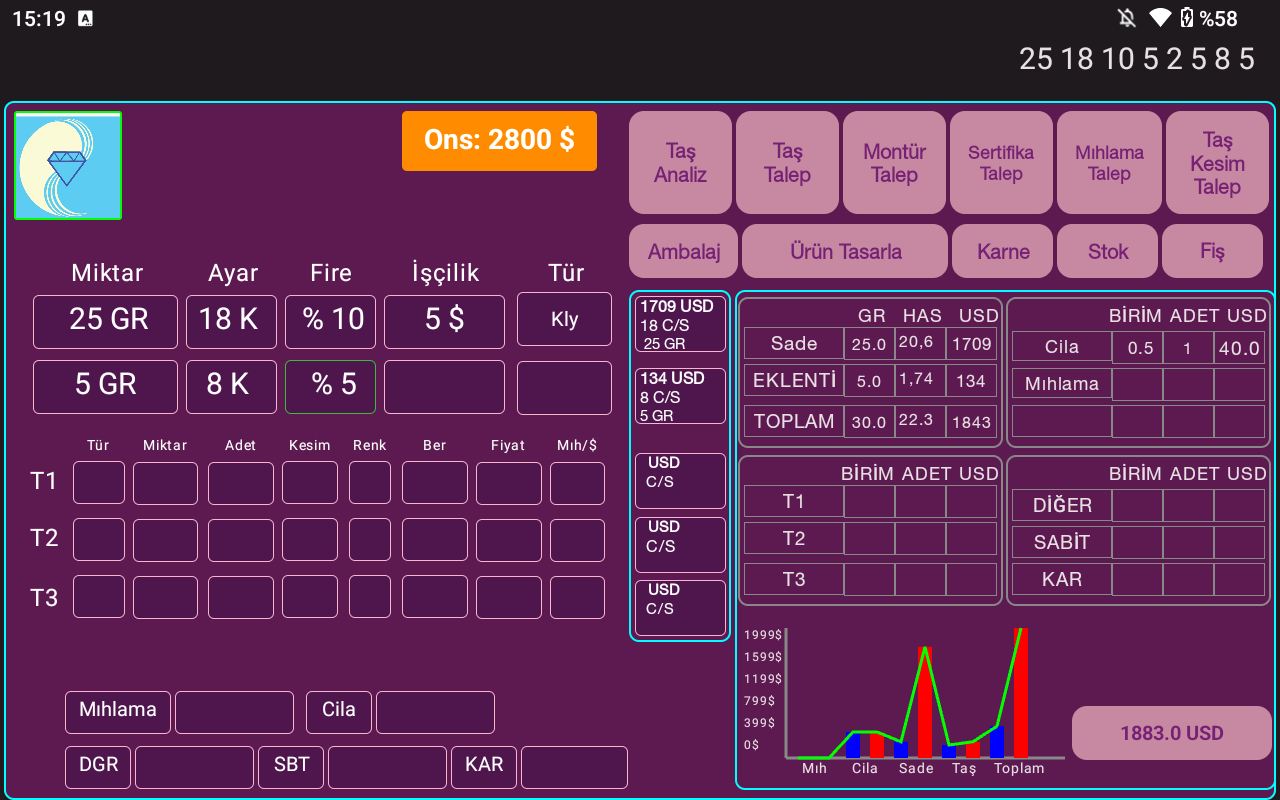 15:19 A %58
25 18 10 5 2 5 8 5
Ons: 2800 $
Taş Analiz
Taş Talep
Montür Talep
Sertifika Talep
Mıhlama Talep
Taş Kesim Talep
Ambalaj
Ürün Tasarla
Karne
Stok
Fiş
Miktar Ayar Fire İşçilik Tür
25 GR 18 K % 10 5 $ Kly
5 GR 8 K % 5
Tür Miktar Adet Kesim Renk Ber Fiyat Mıh/$
T1
T2
T3
Mıhlama Cila
DGR SBT KAR
1709 USD
18 C/S
25 GR
134 USD
8 C/S
5 GR
USD
C/S
USD
C/S
USD
C/S
GR HAS USD
Sade 25.0 20,6 1709
EKLENTİ 5.0 1,74 134
TOPLAM 30.0 22.3 1843
BİRİM ADET USD
Cila 0.5 1 40.0
Mıhlama
BİRİM ADET USD
T1
T2
T3
BİRİM ADET USD
DİĞER
SABİT
KAR
1999$
1599$
1199$
799$
399$
0$
Mıh Cila Sade Taş Toplam
1883.0 USD